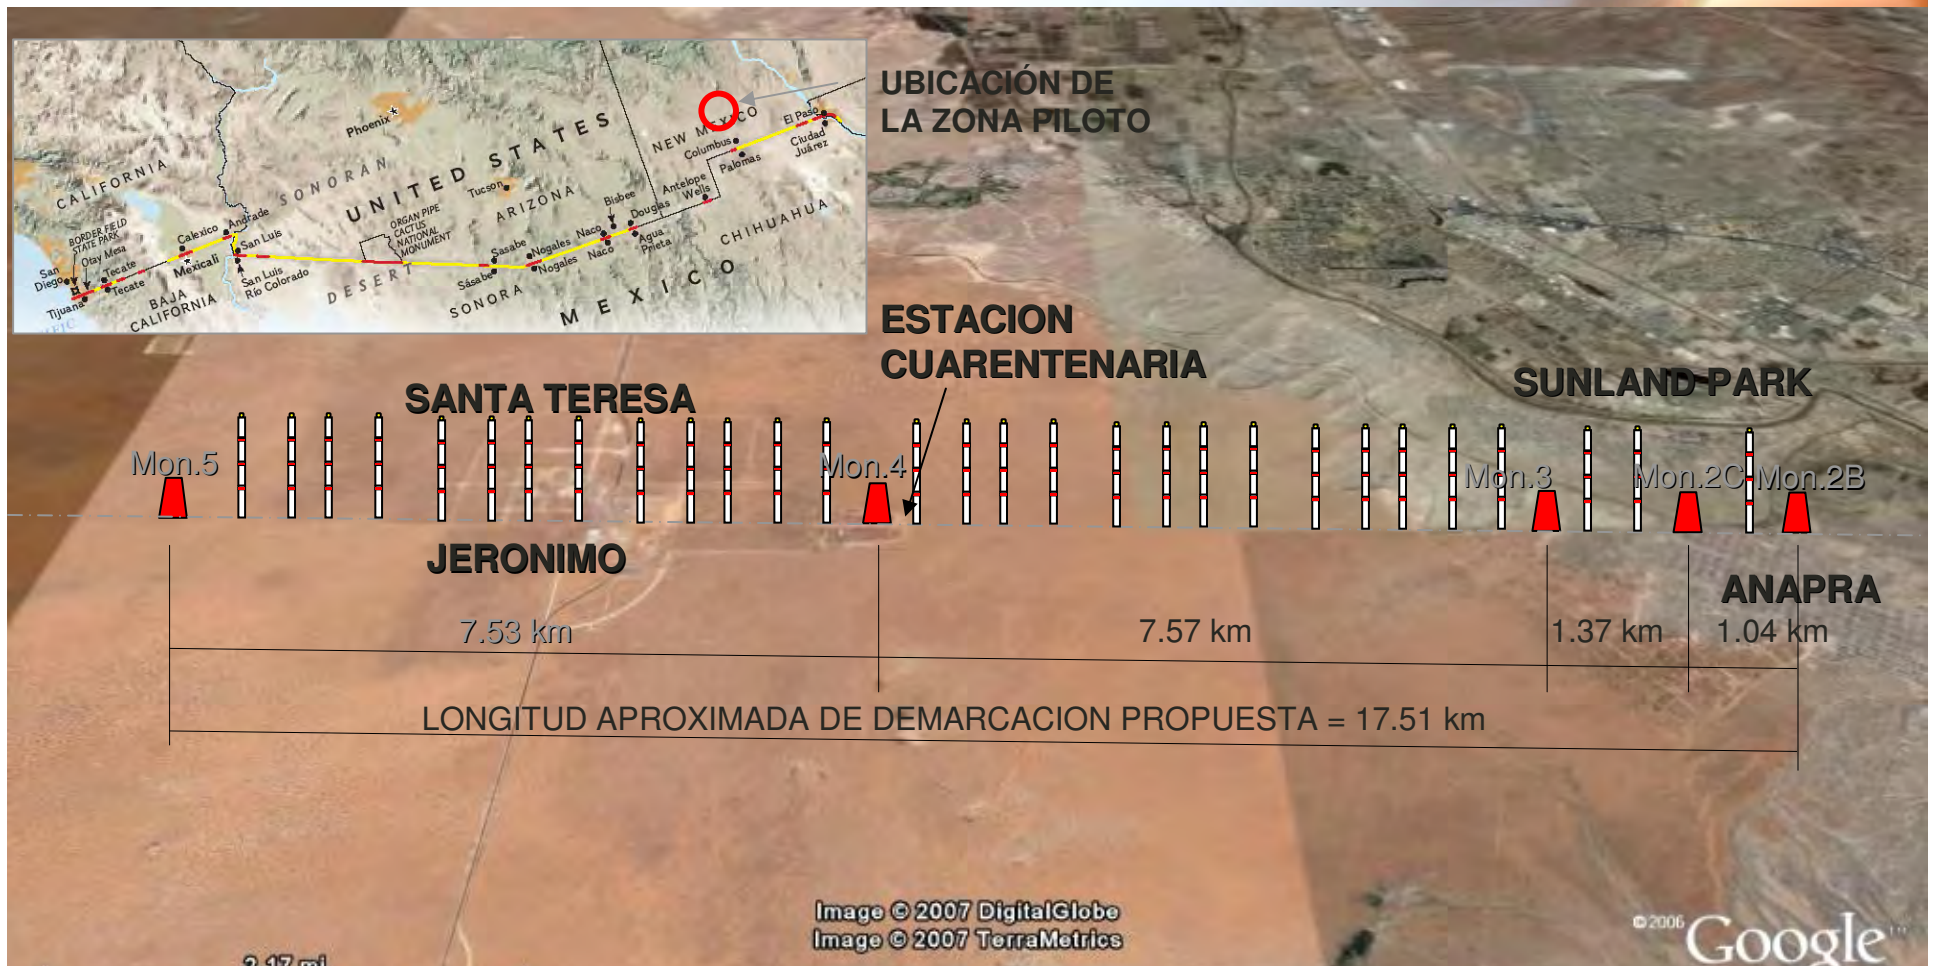 UBICACIÓN DE
LA ZONA PILOTO
Phoenix
CALIFORNIA
SONORAN
UNITED STATES
NEW MEXICO
El Paso
Ciudad
Juárez
Columbus
Palomas
Tucson
ARIZONA
Antelope
Wells
ORGAN PIPE
CACTUS
NATIONAL
MONUMENT
Bisbee
Douglas
Naco
Naco
Agua
Prieta
CHIHUAHUA
BORDER FIELD
STATE PARK
Otay Mesa
Calexico
Andrade
San Luis
Mexicali
San
Diego
Tecate
Tecate
Tijuana
BAJA
CALIFORNIA
San Luis
Río Colorado
DESERT
Sasabe
Sásabe
Nogales
Nogales
SONORA
MEXICO
ESTACION
CUARENTENARIA
SANTA TERESA
SUNLAND PARK
Mon.5
Mon.4
Mon.3
Mon.2C
Mon.2B
JERONIMO
ANAPRA
7.53 km
7.57 km
1.37 km
1.04 km
LONGITUD APROXIMADA DE DEMARCACION PROPUESTA = 17.51 km
Image © 2007 DigitalGlobe
Image © 2007 TerraMetrics
©2006 Google™
2.17 mi